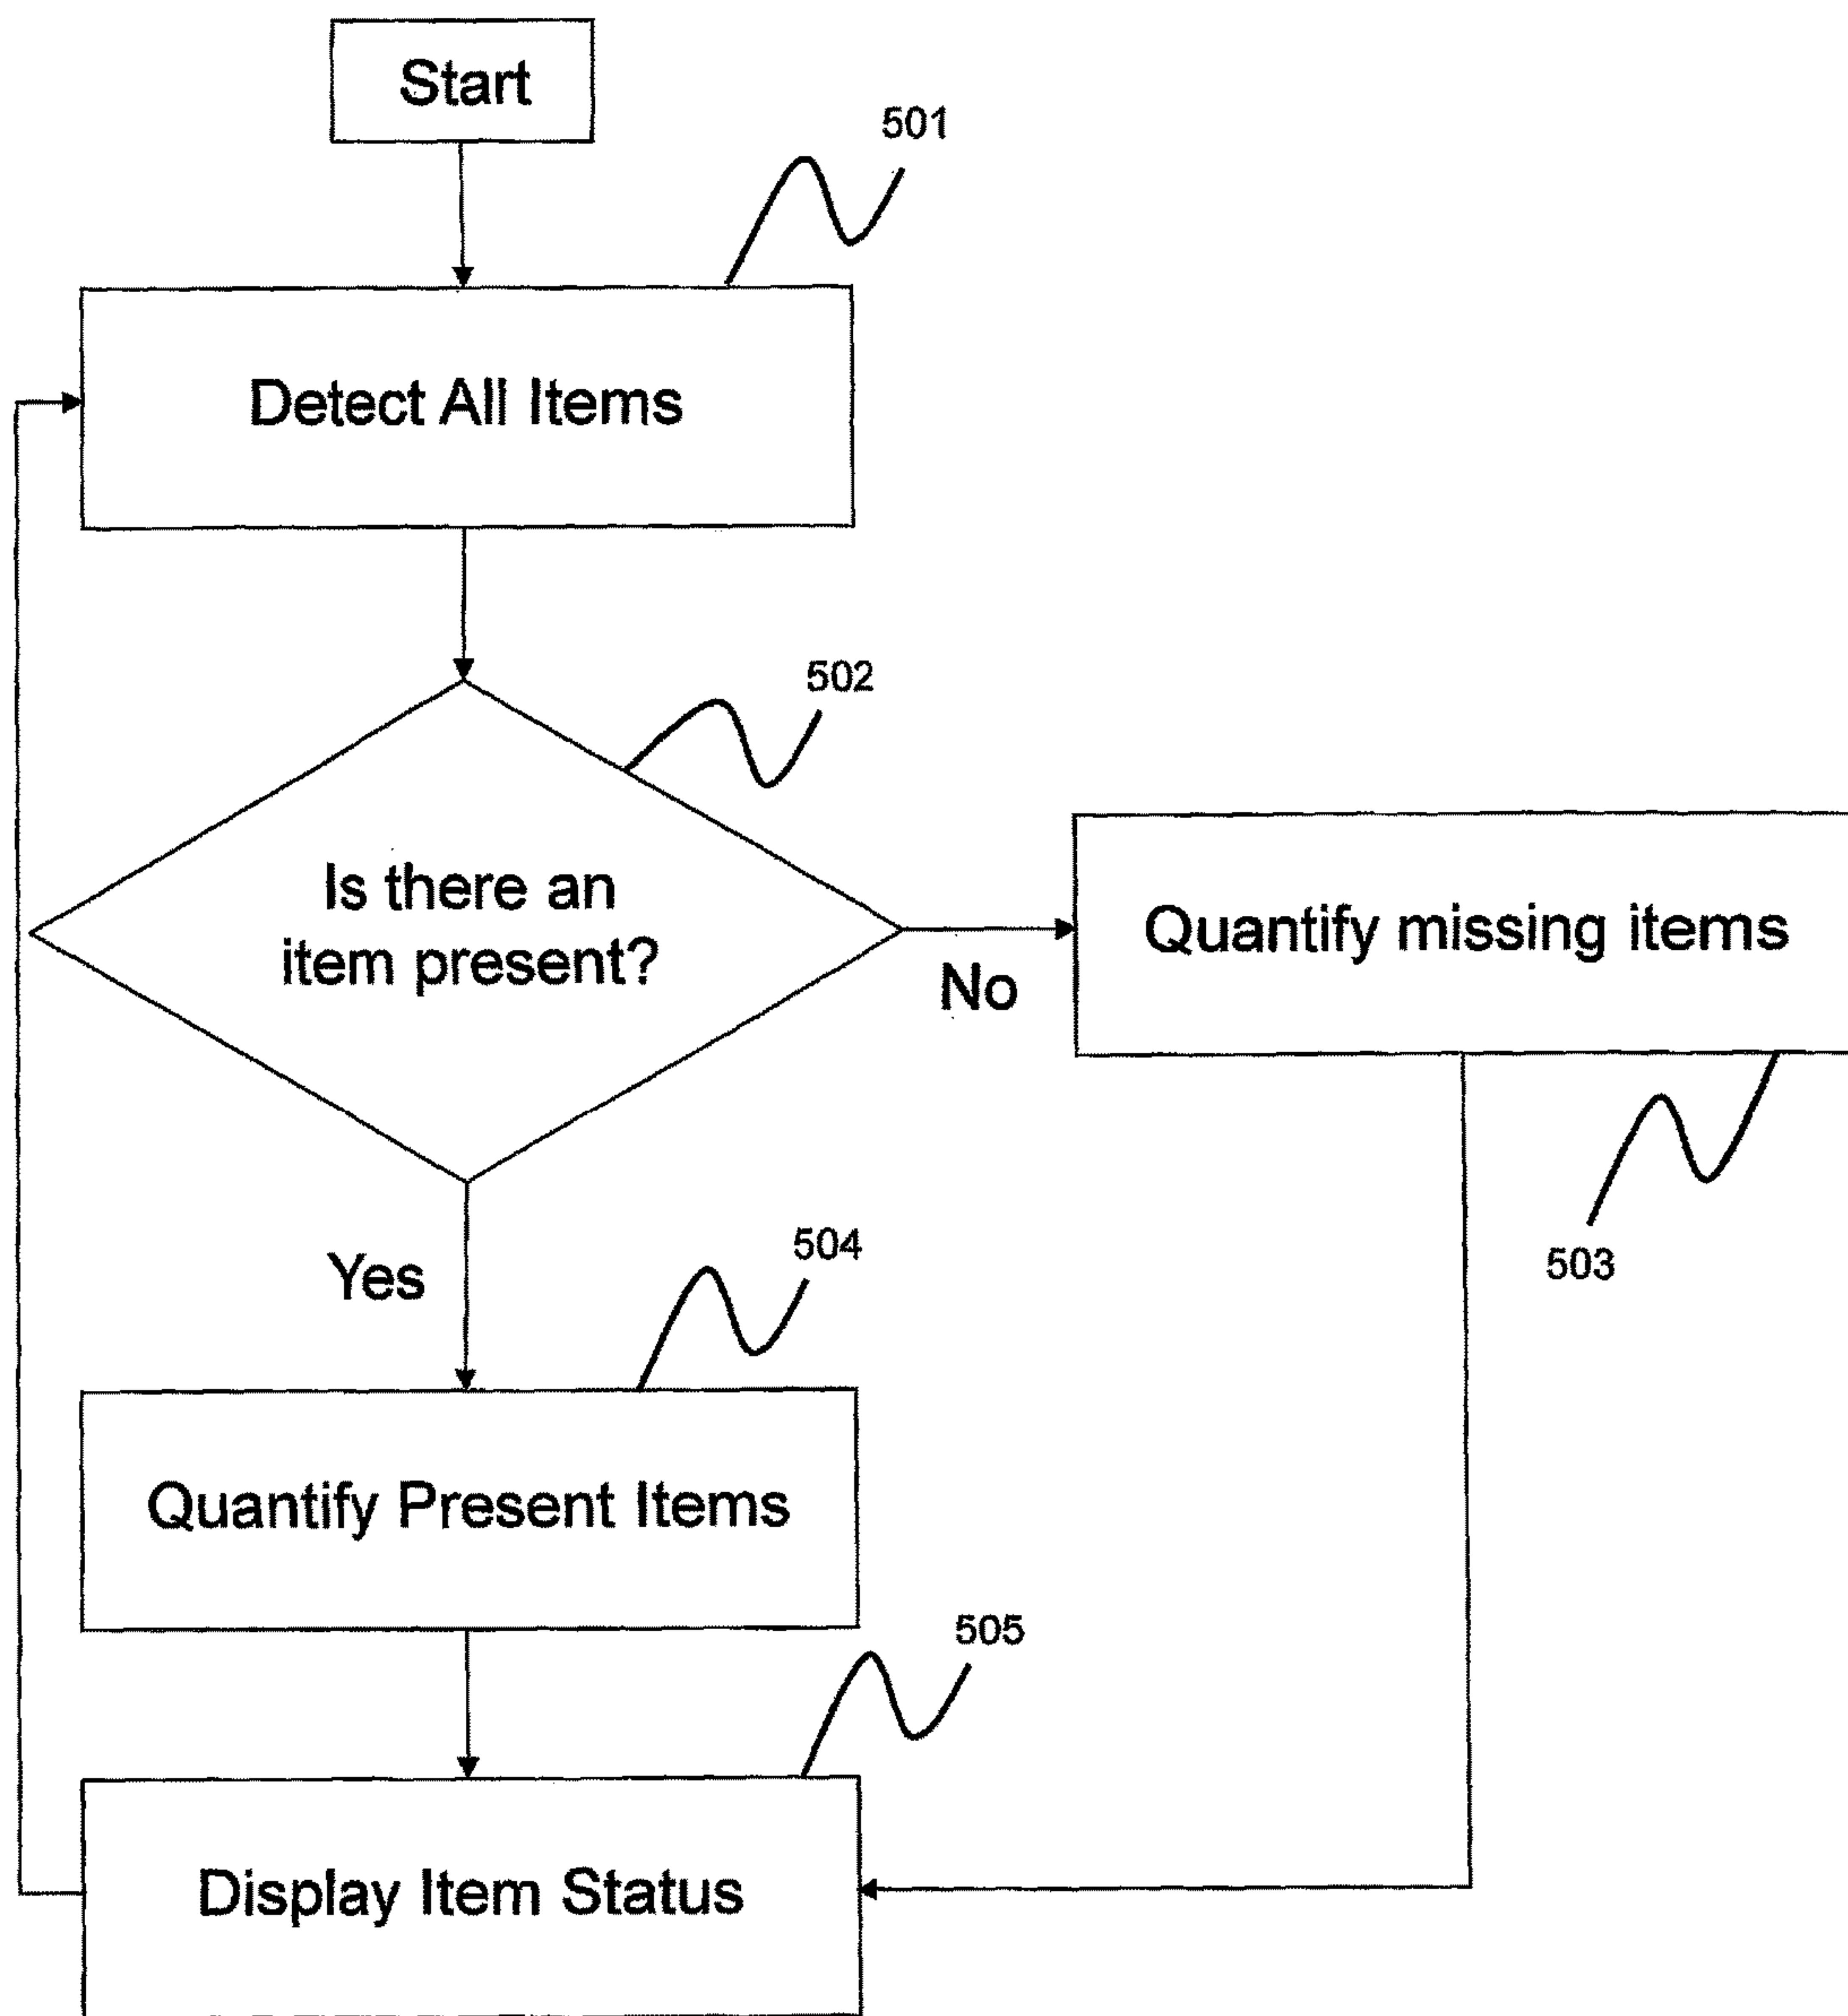 Start
501
Detect All Items
502
Is there an
item present?
No
Quantify missing items
503
Yes
504
Quantify Present Items
505
Display Item Status